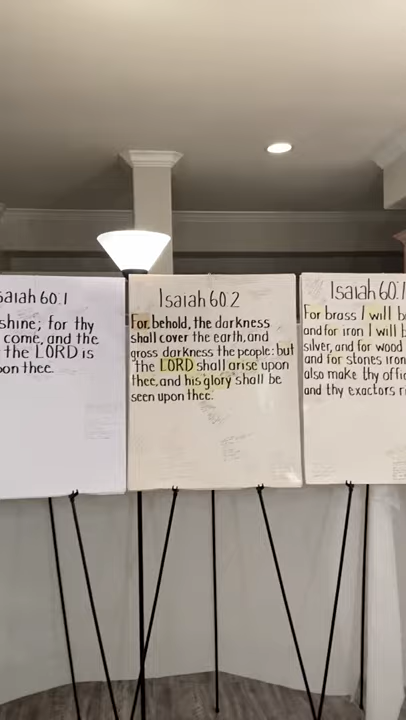 saiah 60:1
shine; for thy
come, and the
the LORD is
pon thee.
Isaiah 60:2
For, behold, the darkness
shall cover the earth, and
gross darkness the people: but
the LORD shall arise upon
thee, and his glory shall be
seen upon thee.
Isaiah 60:1
For brass I will b
and for iron I will b
silver, and for wood
and for stones iron
also make thy offi
and thy exactors ri